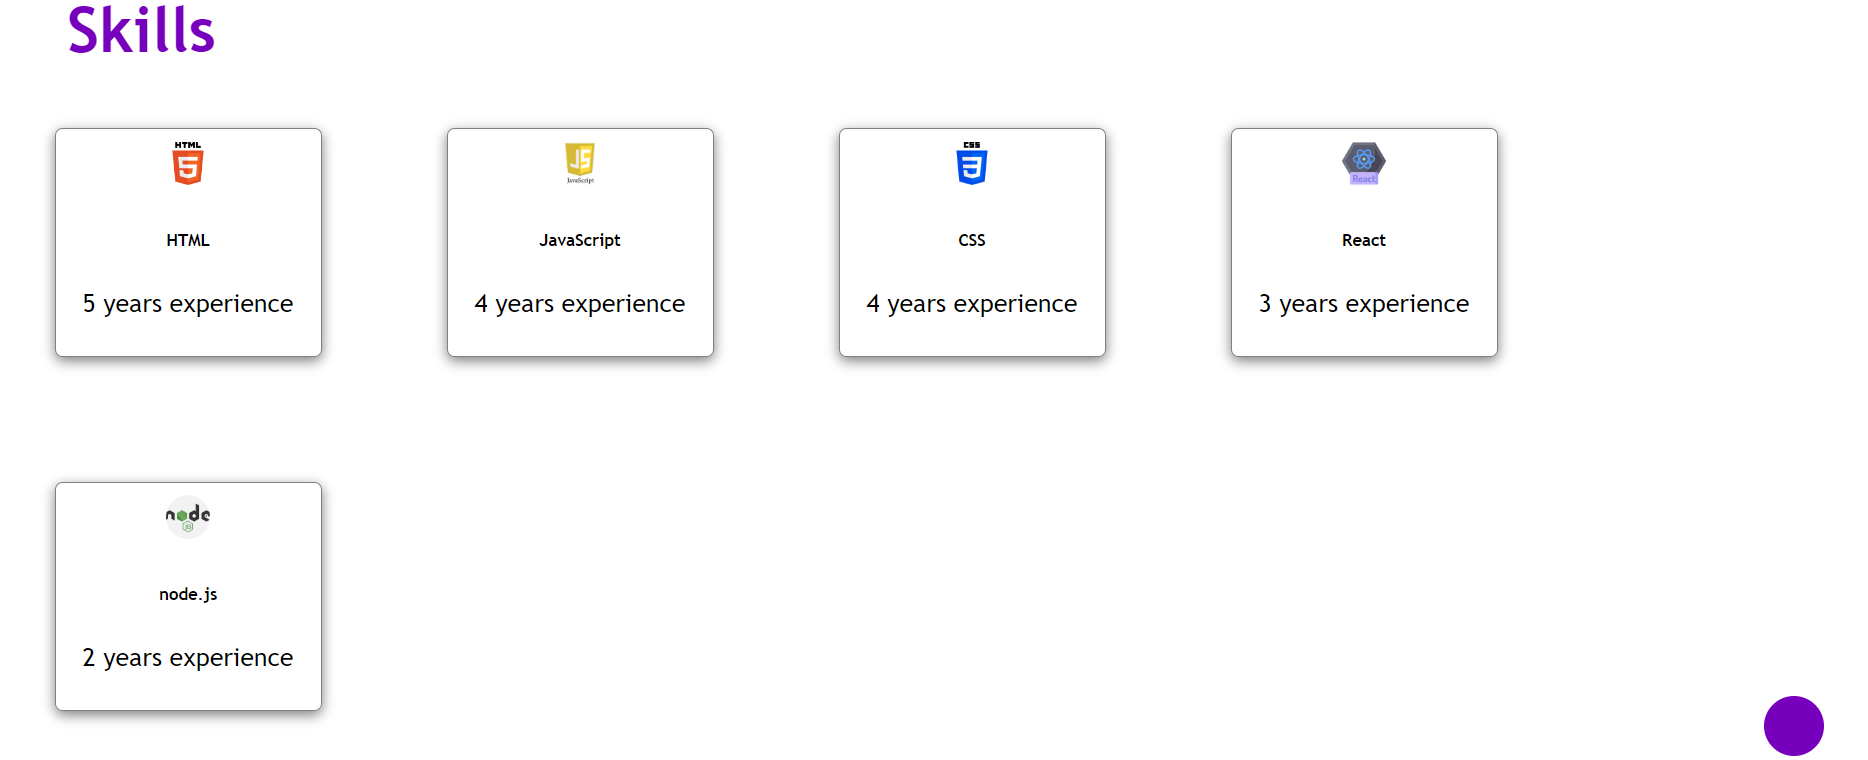 Skills
HTML
5
HTML
5 years experience
JS
JavaScript
JavaScript
4 years experience
CSS
3
CSS
4 years experience
React
React
3 years experience
node
JS
node.js
2 years experience